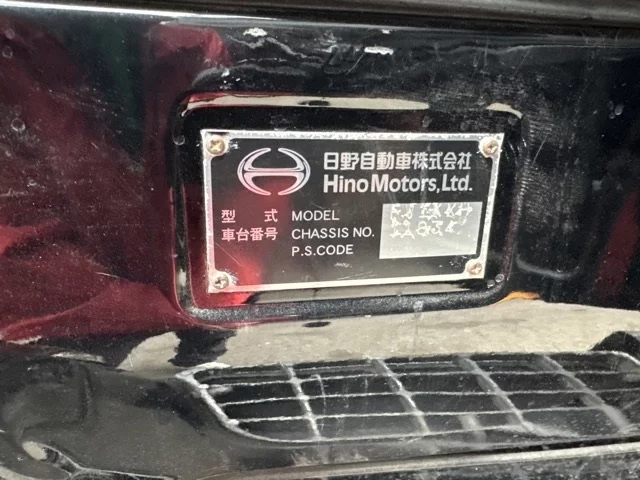 日野自動車株式会社
Hino Motors, Ltd.
型 式 MODEL
車台番号 CHASSIS NO.
P.S.CODE